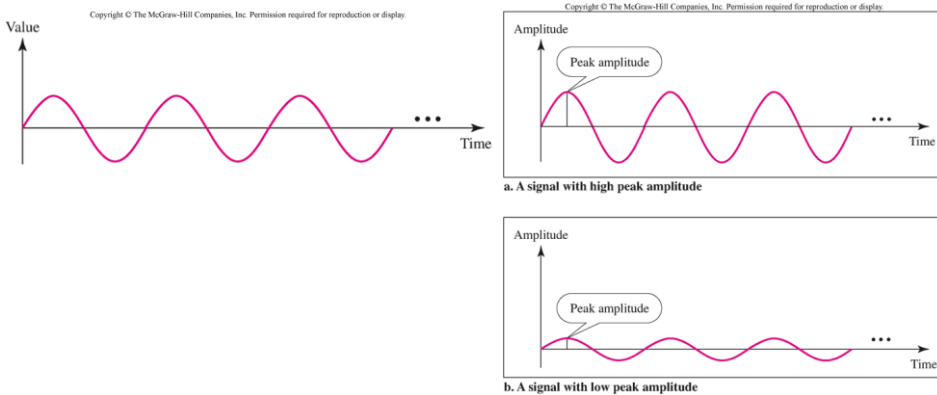 Copyright © The McGraw-Hill Companies, Inc. Permission required for reproduction or display.
Value
•••
Time
Copyright © The McGraw-Hill Companies, Inc. Permission required for reproduction or display.
Amplitude
Peak amplitude
•••
Time
a. A signal with high peak amplitude
Amplitude
Peak amplitude
•••
Time
b. A signal with low peak amplitude